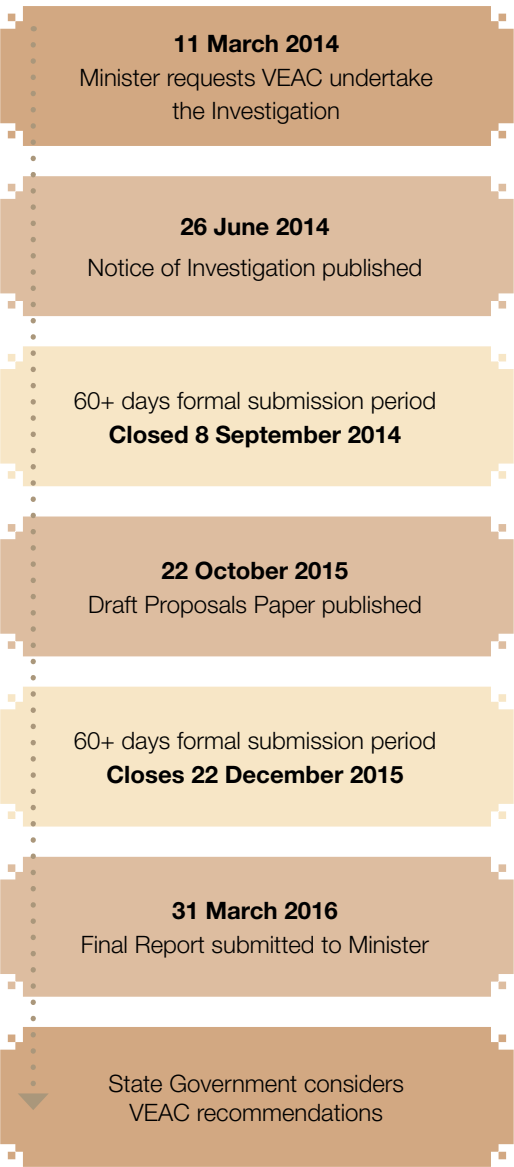 11 March 2014
Minister requests VEAC undertake
the Investigation
26 June 2014
Notice of Investigation published
60+ days formal submission period
Closed 8 September 2014
22 October 2015
Draft Proposals Paper published
60+ days formal submission period
Closes 22 December 2015
31 March 2016
Final Report submitted to Minister
State Government considers
VEAC recommendations